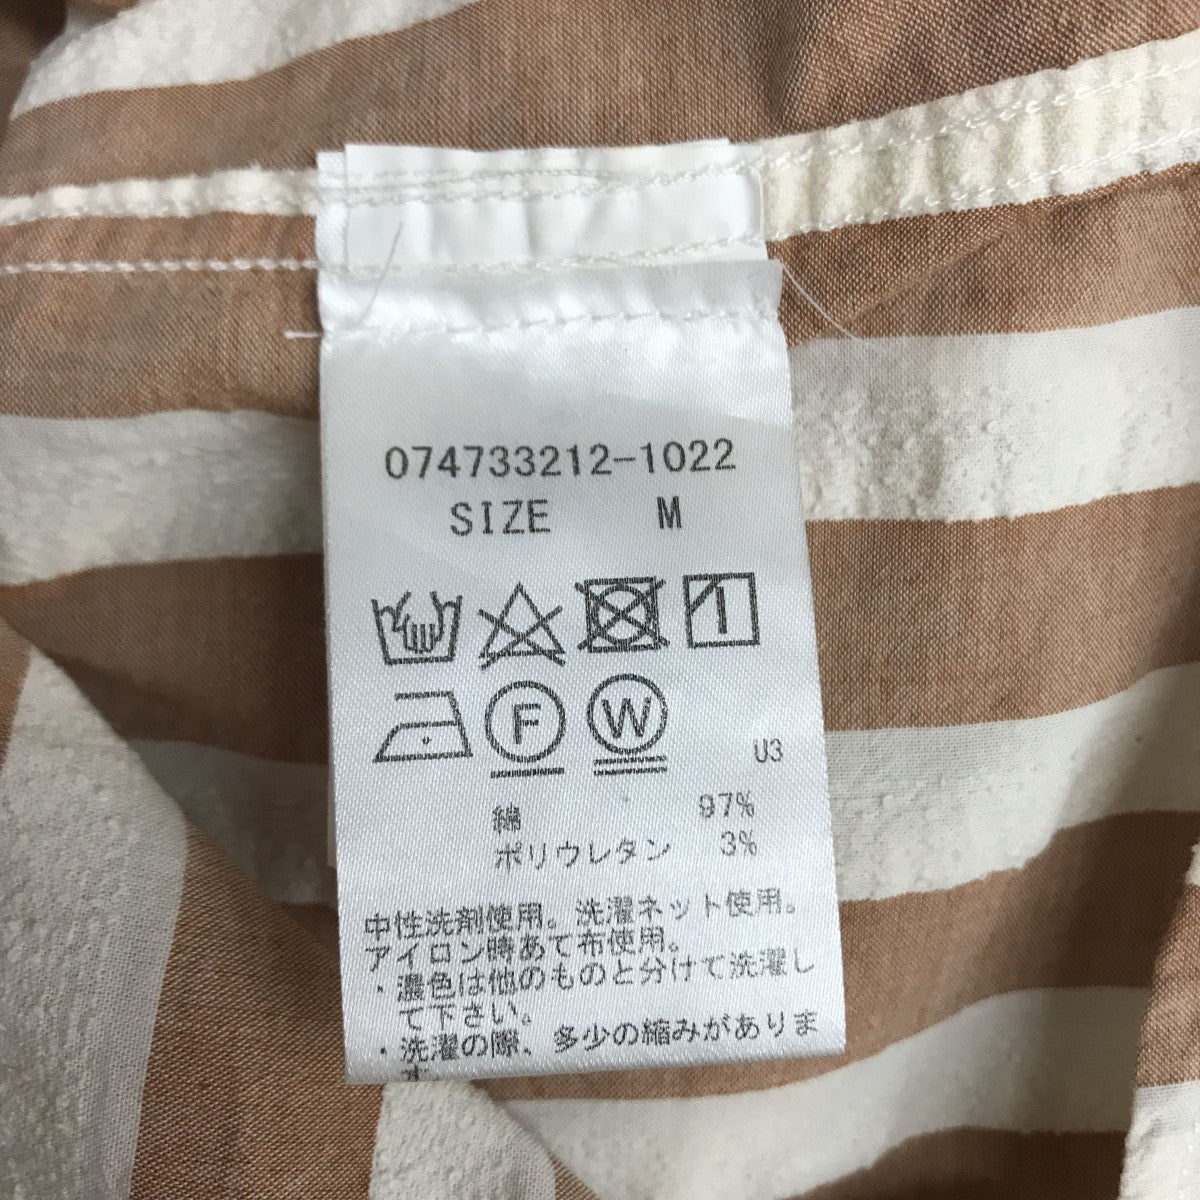 074733212-1022
SIZE M
1
F W
U3
綿 97%
ポリウレタン 3%
中性洗剤使用。洗濯ネット使用。
アイロン時あて布使用。
・濃色は他のものと分けて洗濯し
て下さい。
・洗濯の際、多少の縮みがありま
す